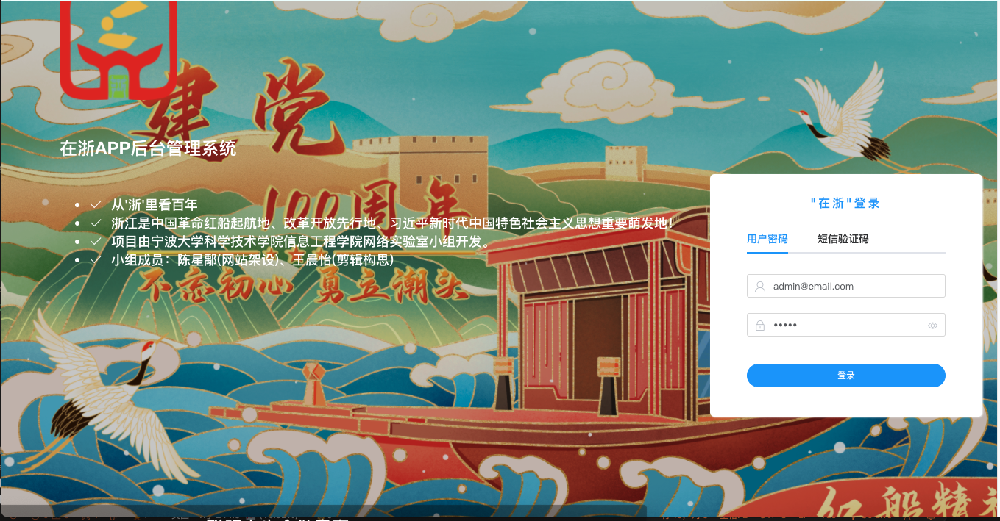 建党
在浙APP后台管理系统
100周年
从'浙'里看百年
浙江是中国革命红船起航地、改革开放先行地、习近平新时代中国特色社会主义思想重要萌发地!
项目由宁波大学科学技术学院信息工程学院网络实验室小组开发。
小组成员：陈星鄅(网站架设)、王晨怡(剪辑构思)
不忘初心 勇立潮头
"在浙"登录
用户密码 短信验证码
admin@email.com
•••••
登录
红船精